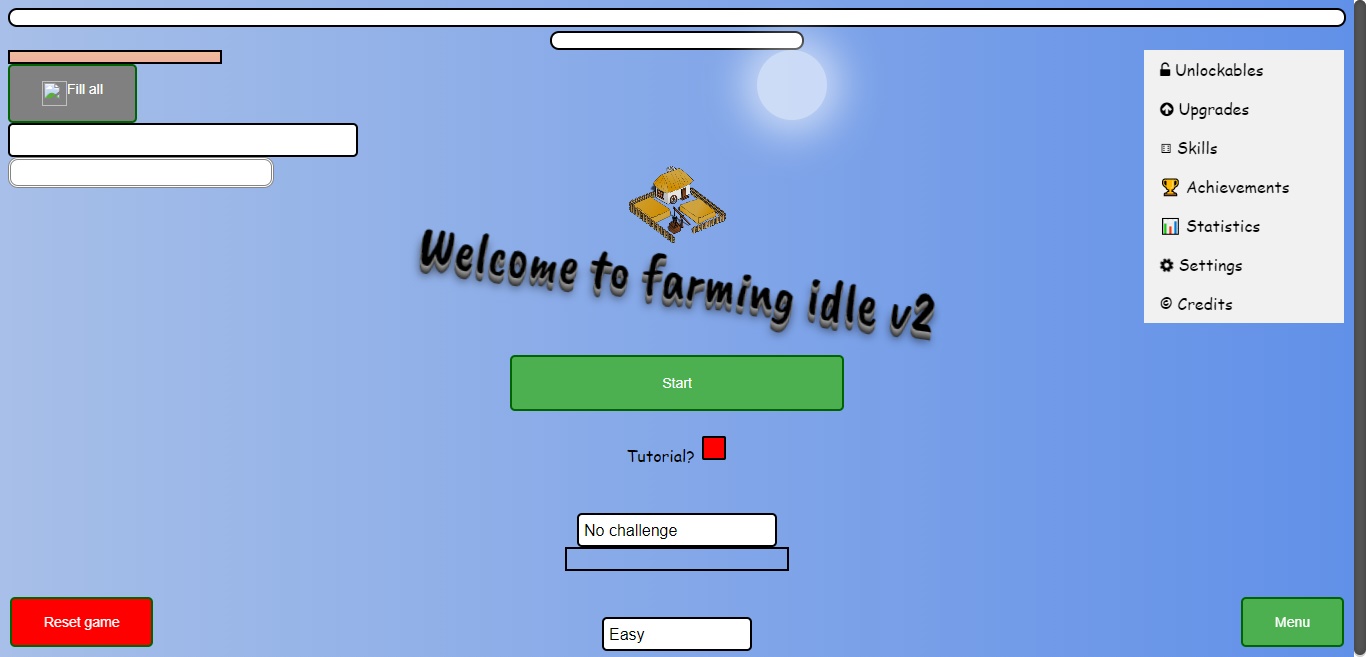 Fill all
Unlockables
Upgrades
Skills
Achievements
Statistics
Settings
© Credits
Welcome to farming idle v2
Start
Tutorial?
No challenge
Easy
Reset game
Menu